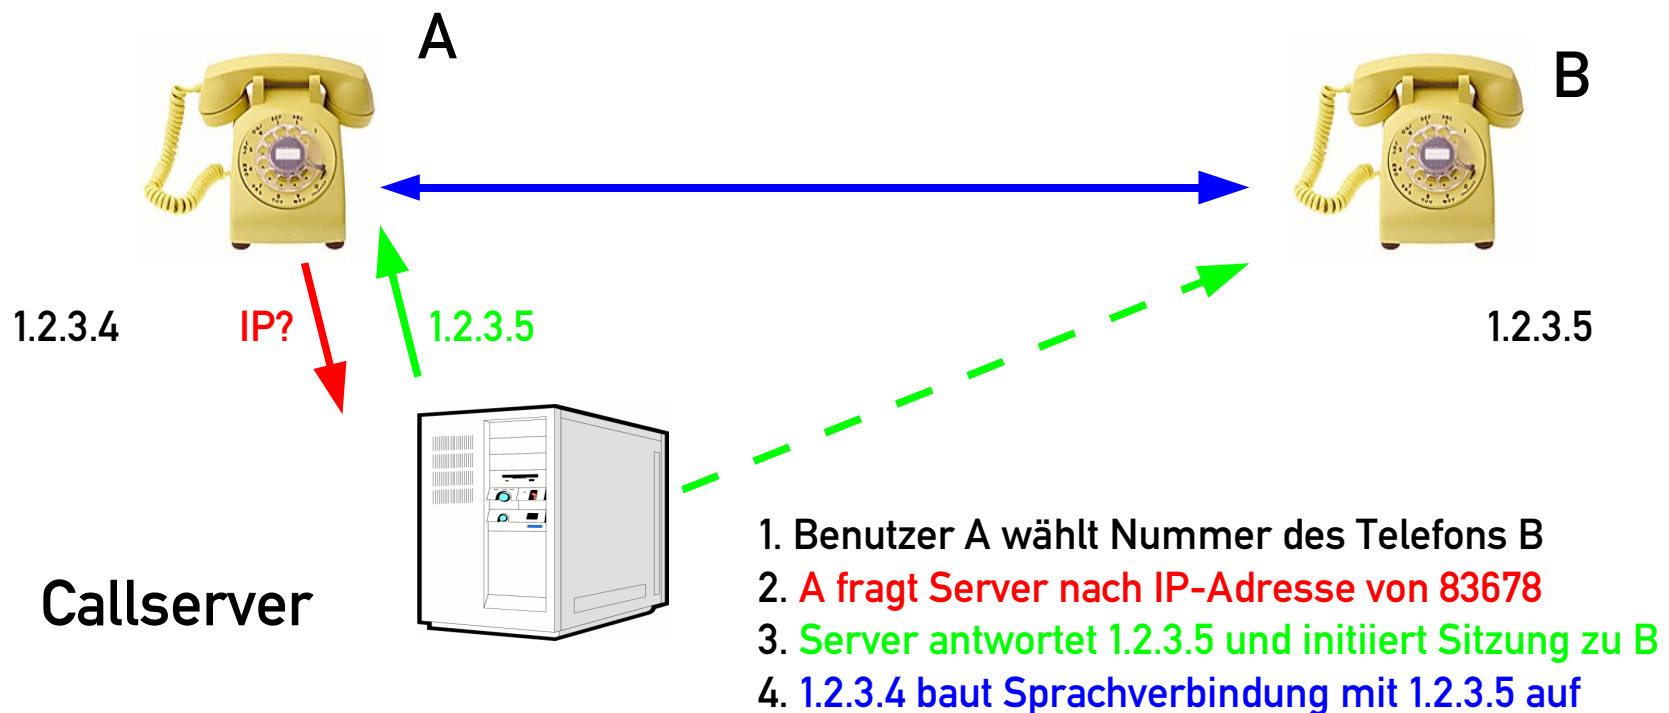 A
B
1.2.3.4
IP?
1.2.3.5
1.2.3.5
Callserver
1. Benutzer A wählt Nummer des Telefons B
2. A fragt Server nach IP-Adresse von 83678
3. Server antwortet 1.2.3.5 und initiiert Sitzung zu B
4. 1.2.3.4 baut Sprachverbindung mit 1.2.3.5 auf